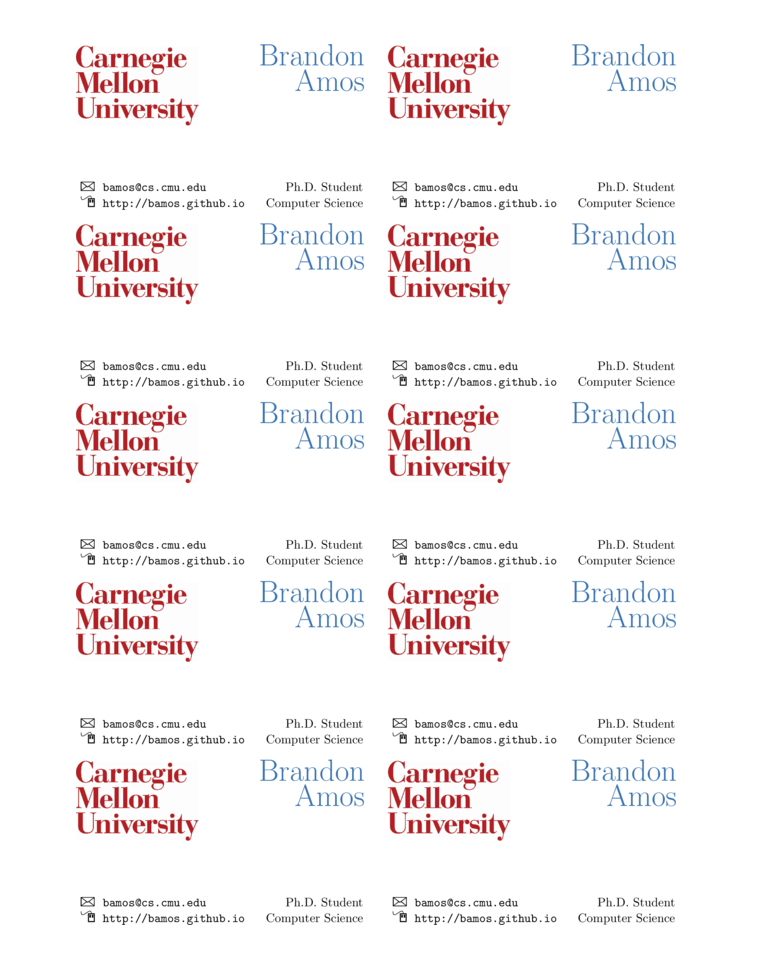 Carnegie
Mellon
University
Brandon
Amos
bamos@cs.cmu.edu
http://bamos.github.io
Ph.D. Student
Computer Science
Carnegie
Mellon
University
Brandon
Amos
bamos@cs.cmu.edu
http://bamos.github.io
Ph.D. Student
Computer Science
Carnegie
Mellon
University
Brandon
Amos
bamos@cs.cmu.edu
http://bamos.github.io
Ph.D. Student
Computer Science
Carnegie
Mellon
University
Brandon
Amos
bamos@cs.cmu.edu
http://bamos.github.io
Ph.D. Student
Computer Science
Carnegie
Mellon
University
Brandon
Amos
bamos@cs.cmu.edu
http://bamos.github.io
Ph.D. Student
Computer Science
Carnegie
Mellon
University
Brandon
Amos
bamos@cs.cmu.edu
http://bamos.github.io
Ph.D. Student
Computer Science
Carnegie
Mellon
University
Brandon
Amos
bamos@cs.cmu.edu
http://bamos.github.io
Ph.D. Student
Computer Science
Carnegie
Mellon
University
Brandon
Amos
bamos@cs.cmu.edu
http://bamos.github.io
Ph.D. Student
Computer Science
Carnegie
Mellon
University
Brandon
Amos
bamos@cs.cmu.edu
http://bamos.github.io
Ph.D. Student
Computer Science
Carnegie
Mellon
University
Brandon
Amos
bamos@cs.cmu.edu
http://bamos.github.io
Ph.D. Student
Computer Science